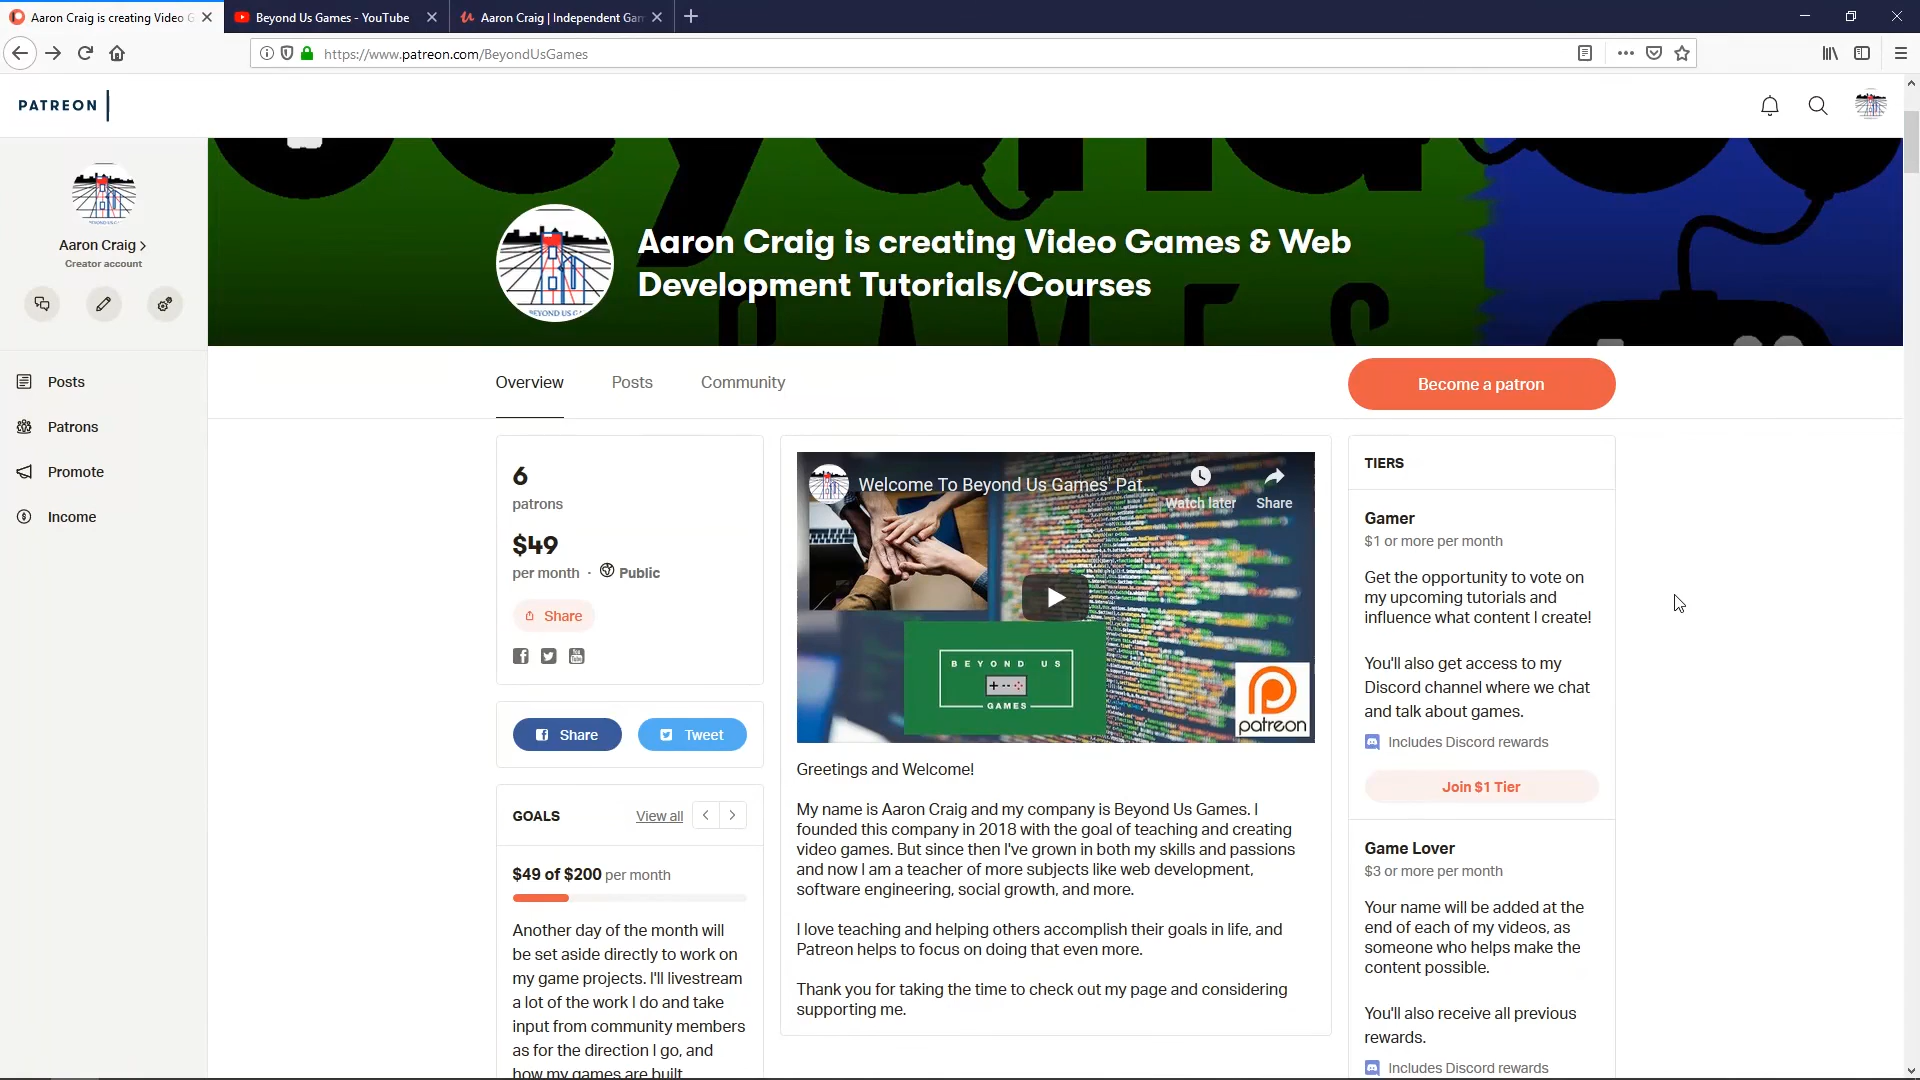 Aaron Craig is creating Video G
Beyond Us Games - YouTube
Aaron Craig | Independent Gam
https://www.patreon.com/BeyondUsGames
PATREON
Aaron Craig is creating Video Games & Web
Development Tutorials/Courses
Aaron Craig
Creator account
Posts
Patrons
Promote
Income
Overview
Posts
Community
Become a patron
6
patrons
$49
per month · Public
Share
Share
Tweet
GOALS
View all
$49 of $200 per month
Another day of the month will
be set aside directly to work on
my game projects. I'll livestream
a lot of the work I do and take
input from community members
as for the direction I go, and
how my games are built.
Welcome To Beyond Us Games' Pat...
Watch later
Share
BEYOND US
GAMES
patreon
Greetings and Welcome!
My name is Aaron Craig and my company is Beyond Us Games. I
founded this company in 2018 with the goal of teaching and creating
video games. But since then I've grown in both my skills and passions
and now I am a teacher of more subjects like web development,
software engineering, social growth, and more.
I love teaching and helping others accomplish their goals in life, and
Patreon helps to focus on doing that even more.
Thank you for taking the time to check out my page and considering
supporting me.
TIERS
Gamer
$1 or more per month
Get the opportunity to vote on
my upcoming tutorials and
influence what content I create!
You'll also get access to my
Discord channel where we chat
and talk about games.
Includes Discord rewards
Join $1 Tier
Game Lover
$3 or more per month
Your name will be added at the
end of each of my videos, as
someone who helps make the
content possible.
You'll also receive all previous
rewards.
Includes Discord rewards